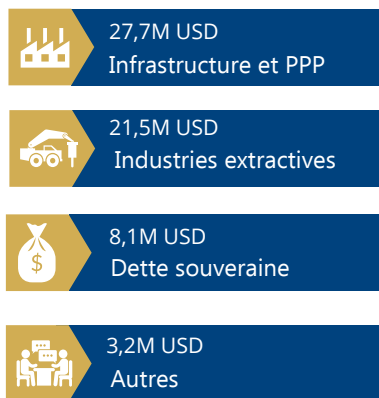 27,7M USD
Infrastructure et PPP
21,5M USD
Industries extractives
$
8,1M USD
Dette souveraine
3,2M USD
Autres